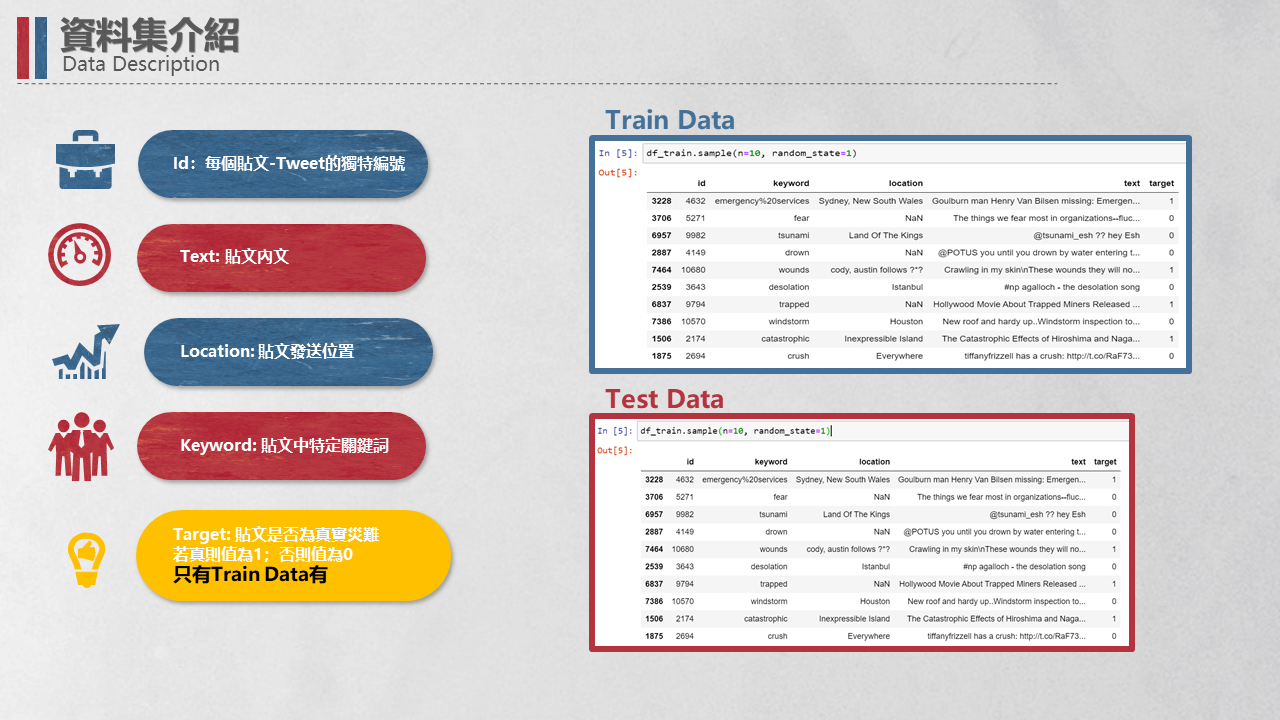 資料集介紹
Data Description
Id：每個貼文-Tweet的獨特編號
Text: 貼文內文
Location: 貼文發送位置
Keyword: 貼文中特定關鍵詞
Target: 貼文是否為真實災難
若真則值為1；否則值為0
只有Train Data有
Train Data
In [5]: df_train.sample(n=10, random_state=1)
Out[5]:
id keyword location text target
3228 4632 emergency%20services Sydney, New South Wales Goulburn man Henry Van Bilsen missing: Emergen... 1
3706 5271 fear NaN The things we fear most in organizations--fluc... 0
6957 9982 tsunami Land Of The Kings @tsunami_esh ?? hey Esh 0
2887 4149 drown NaN @POTUS you until you drown by water entering t... 0
7464 10680 wounds cody, austin follows ?*? Crawling in my skin\nThese wounds they will no... 1
2539 3643 desolation Istanbul #np agalloch - the desolation song 0
6837 9794 trapped NaN Hollywood Movie About Trapped Miners Released ... 1
7386 10570 windstorm Houston New roof and hardy up..Windstorm inspection to... 0
1506 2174 catastrophic Inexpressible Island The Catastrophic Effects of Hiroshima and Naga... 1
1875 2694 crush Everywhere tiffanyfrizzell has a crush: http://t.co/RaF73... 0
Test Data
In [5]: df_train.sample(n=10, random_state=1)
Out[5]:
id keyword location text target
3228 4632 emergency%20services Sydney, New South Wales Goulburn man Henry Van Bilsen missing: Emergen... 1
3706 5271 fear NaN The things we fear most in organizations--fluc... 0
6957 9982 tsunami Land Of The Kings @tsunami_esh ?? hey Esh 0
2887 4149 drown NaN @POTUS you until you drown by water entering t... 0
7464 10680 wounds cody, austin follows ?*? Crawling in my skin\nThese wounds they will no... 1
2539 3643 desolation Istanbul #np agalloch - the desolation song 0
6837 9794 trapped NaN Hollywood Movie About Trapped Miners Released ... 1
7386 10570 windstorm Houston New roof and hardy up..Windstorm inspection to... 0
1506 2174 catastrophic Inexpressible Island The Catastrophic Effects of Hiroshima and Naga... 1
1875 2694 crush Everywhere tiffanyfrizzell has a crush: http://t.co/RaF73... 0